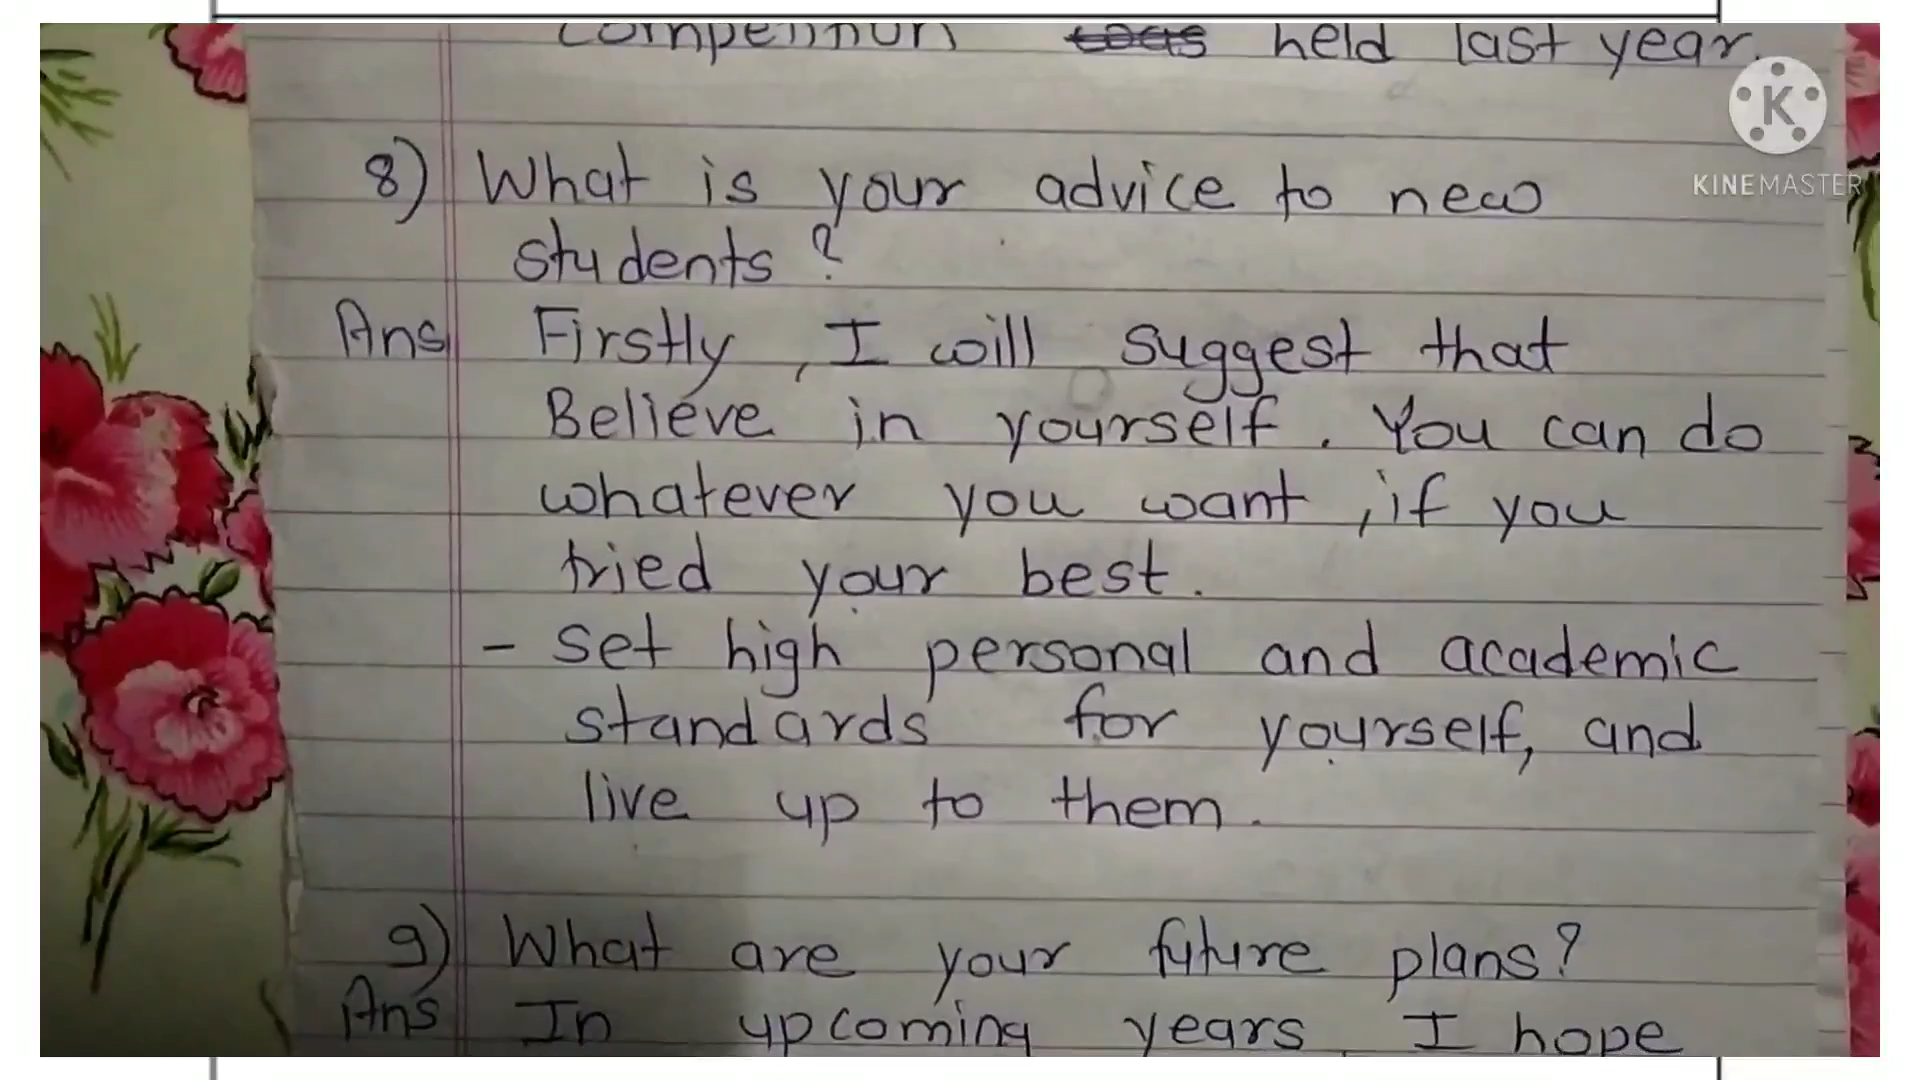 competition held last year.
K
KINEMASTER
8) What is your advice to new
students?
Ans Firstly, I will suggest that
Believe in yourself. You can do
whatever you want, if you
tried your best.
- set high personal and academic
standards for yourself, and
live up to them.
9) What are your future plans?
Ans In upcoming years, I hope